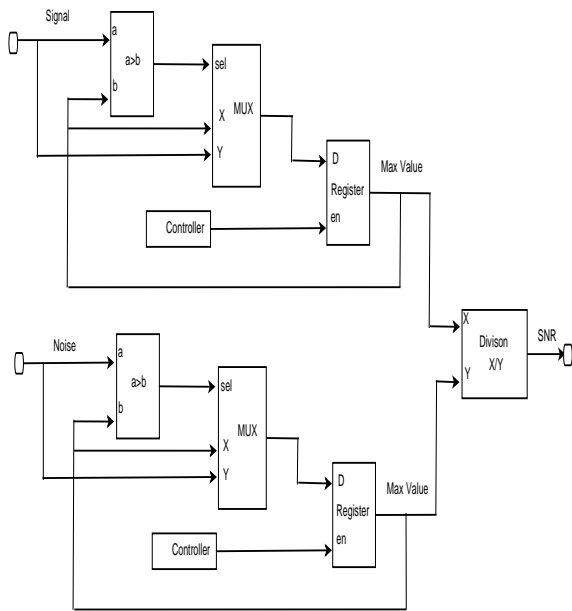 Signal
a
a>b
b
sel
MUX
X
Y
D
Register
en
Max Value
Controller
Noise
a
a>b
b
sel
MUX
X
Y
D
Register
en
Max Value
Controller
X
Divison
X/Y
Y
SNR